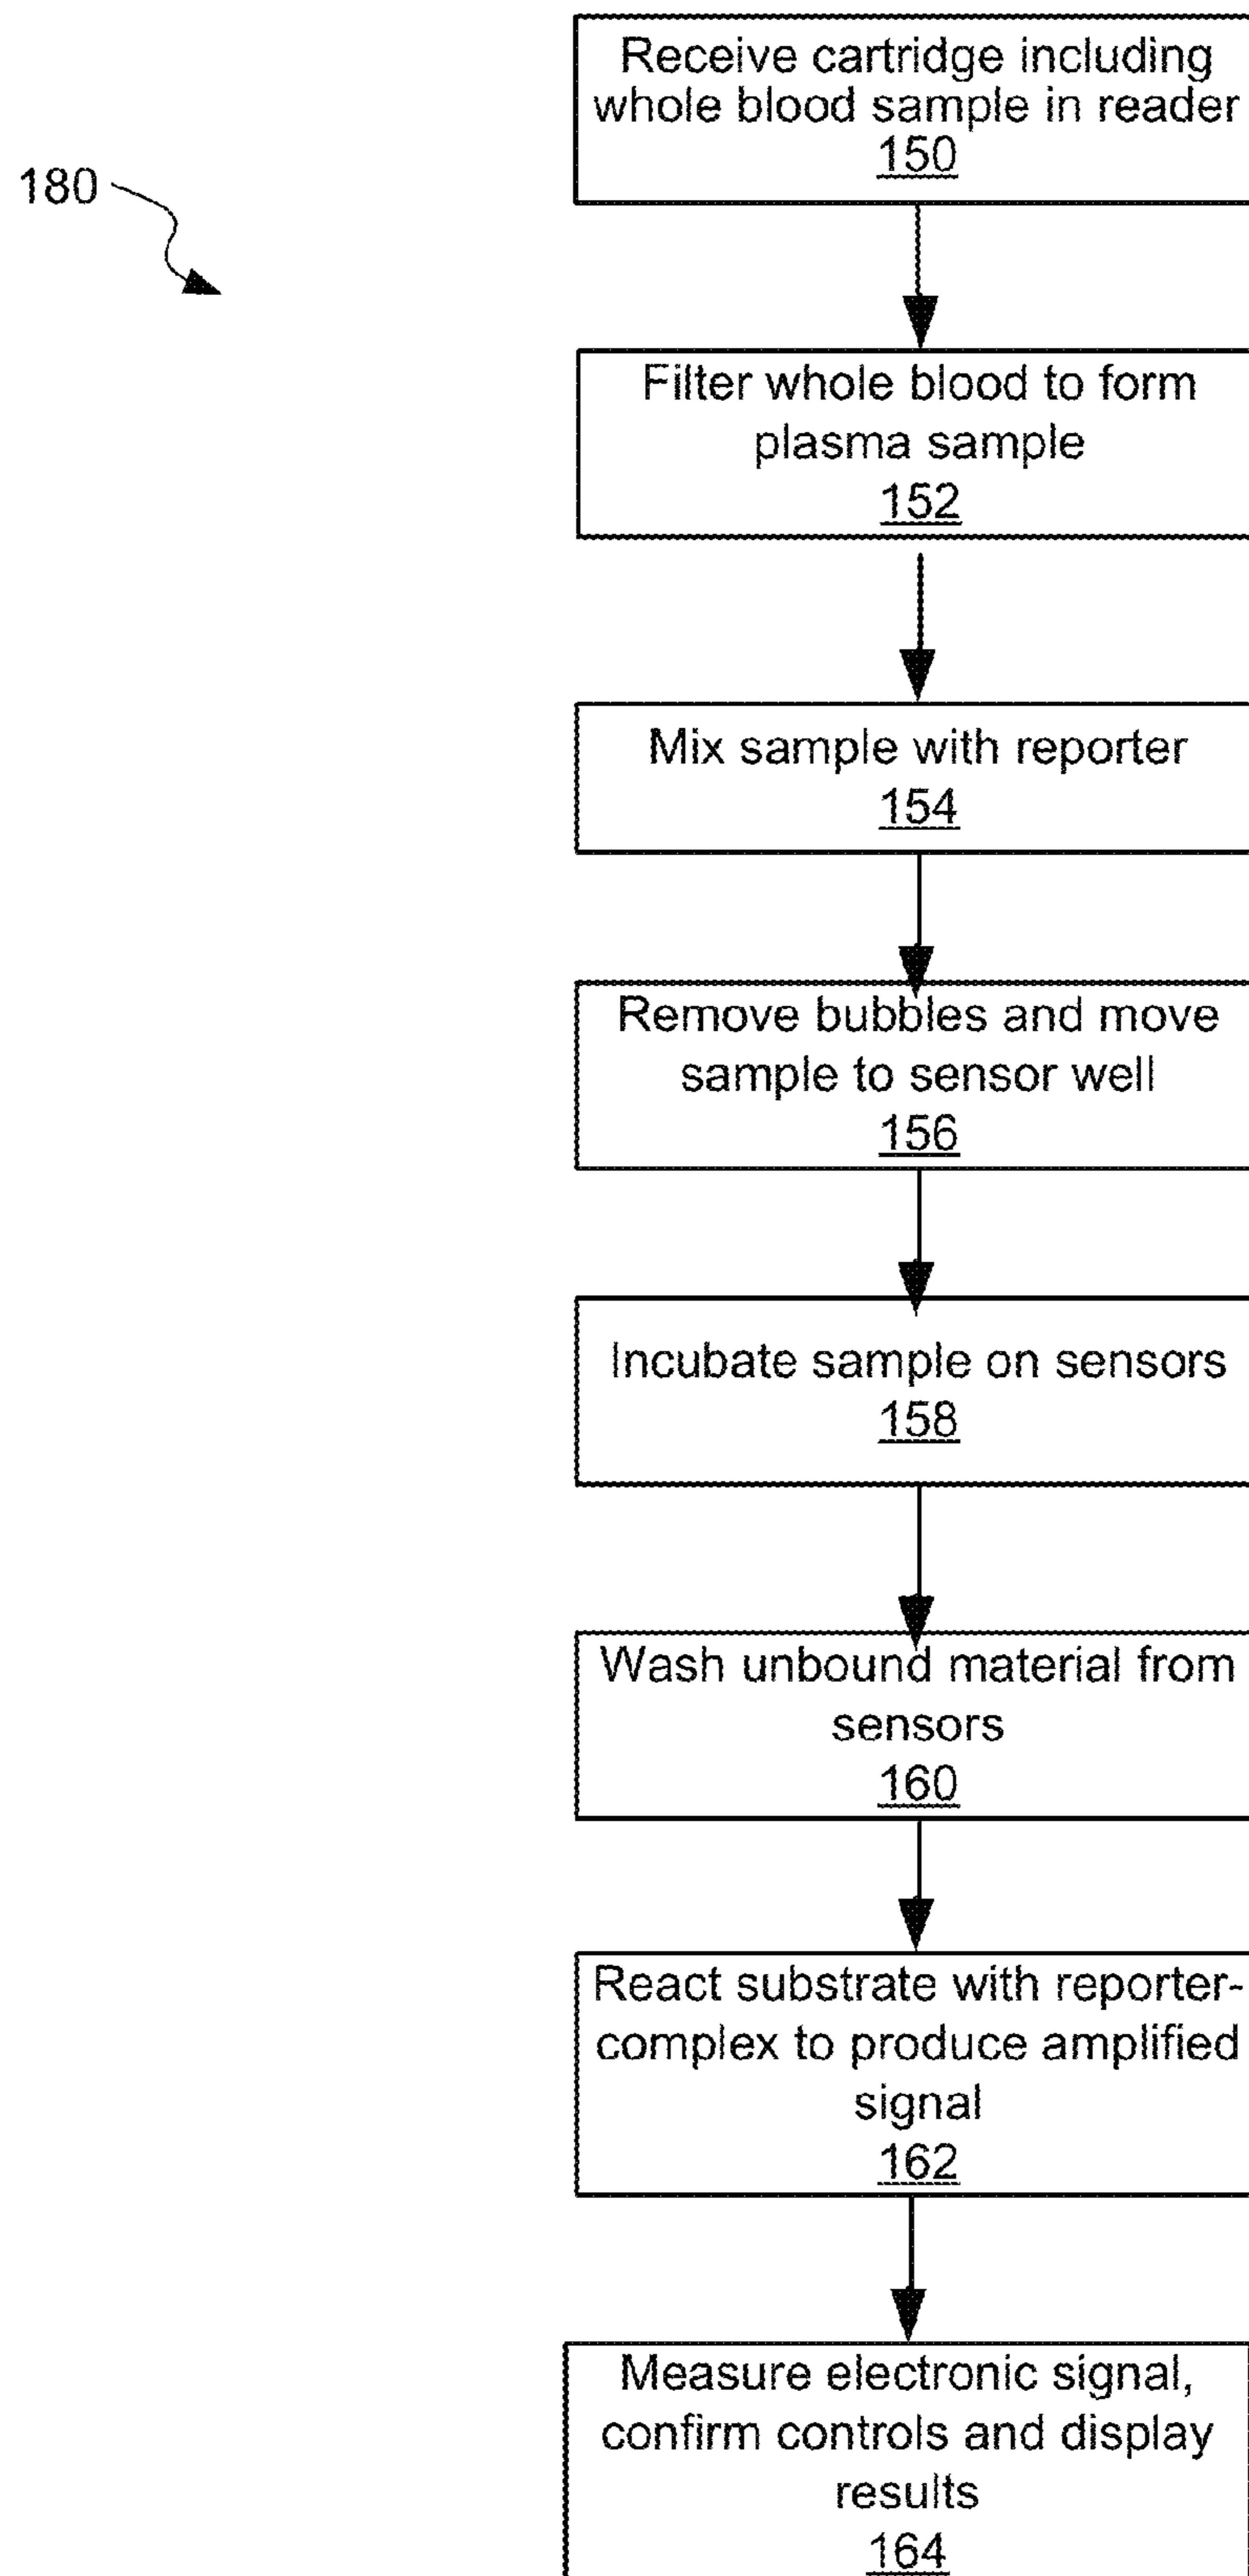 Receive cartridge including
whole blood sample in reader
150
180
Filter whole blood to form
plasma sample
152
Mix sample with reporter
154
Remove bubbles and move
sample to sensor well
156
Incubate sample on sensors
158
Wash unbound material from
sensors
160
React substrate with reporter-
complex to produce amplified
signal
162
Measure electronic signal,
confirm controls and display
results
164